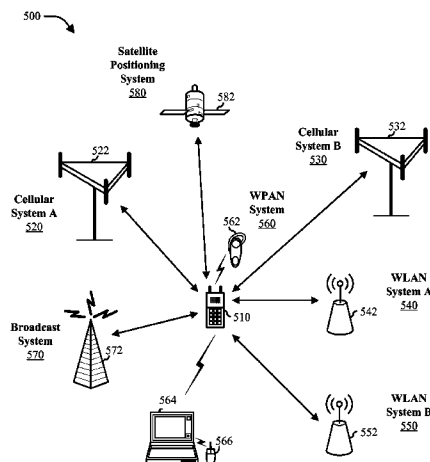 500
Satellite
Positioning
System
580
582
522
Cellular
System A
520
Cellular
System B
530
532
562
WPAN
System
560
510
WLAN
System A
540
542
Broadcast
System
570
572
564
566
WLAN
System B
550
552